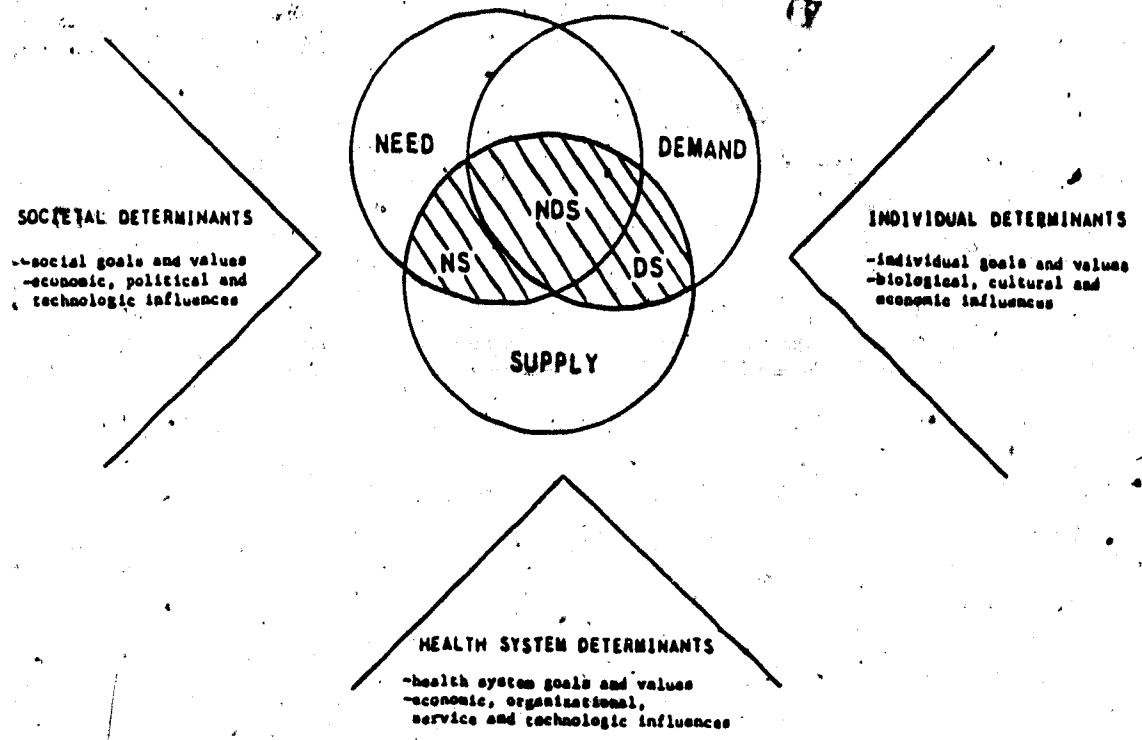 NEED
DEMAND
NDS
NS
DS
SUPPLY
SOCIETAL DETERMINANTS
-social goals and values
-economic, political and
technologic influences
INDIVIDUAL DETERMINANTS
-individual goals and values
-biological, cultural and
economic influences
HEALTH SYSTEM DETERMINANTS
-health system goals and values
-economic, organizational,
service and technologic influences